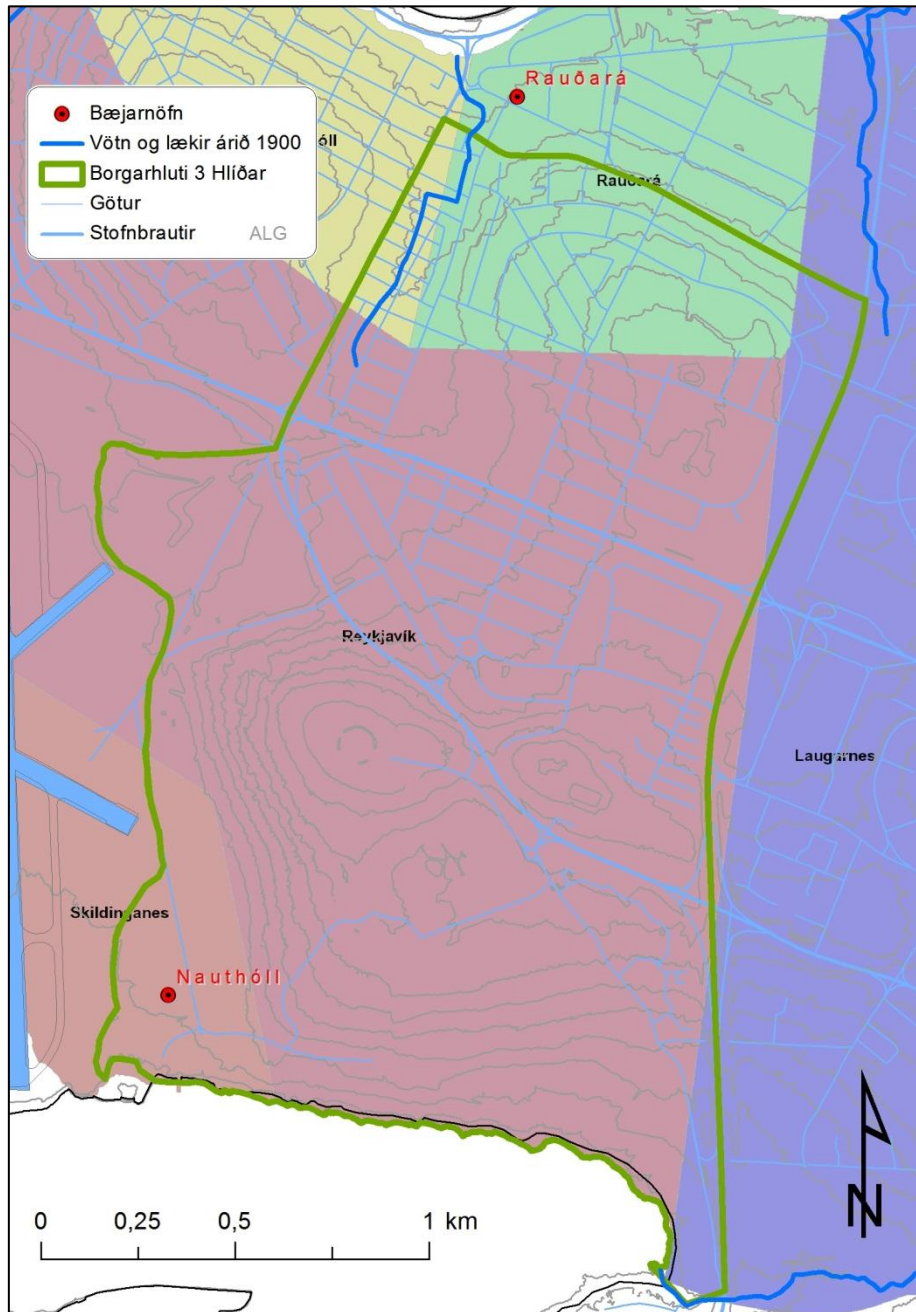 Rauðará
Bæjarnöfn
Vötn og lækir árið 1900
Borgarhluti 3 Hlíðar
Götur
Stofnbrautir
ALG
óll
Rauðará
Reykjavík
Laugarnes
Skildinganes
Nauthóll
0 0,25 0,5 1 km
N